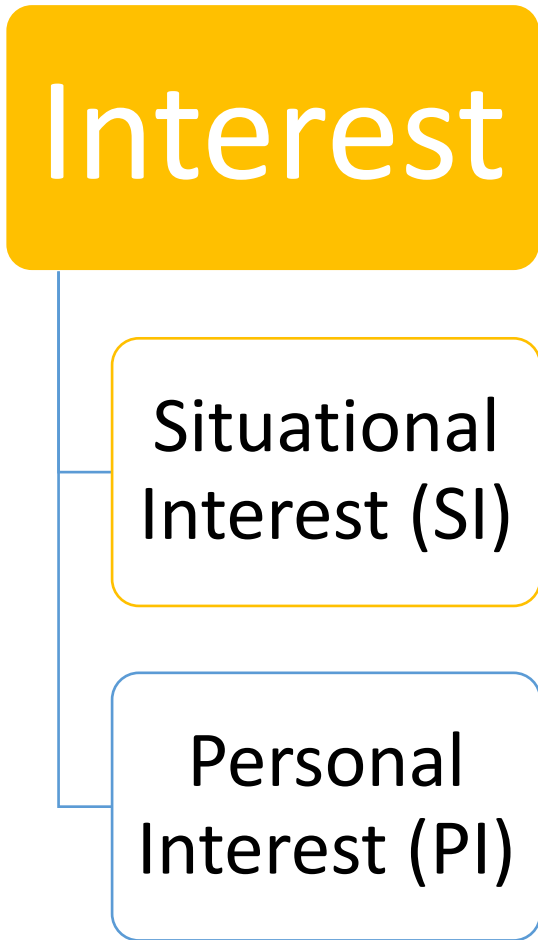 Interest
Situational
Interest (SI)
Personal
Interest (PI)